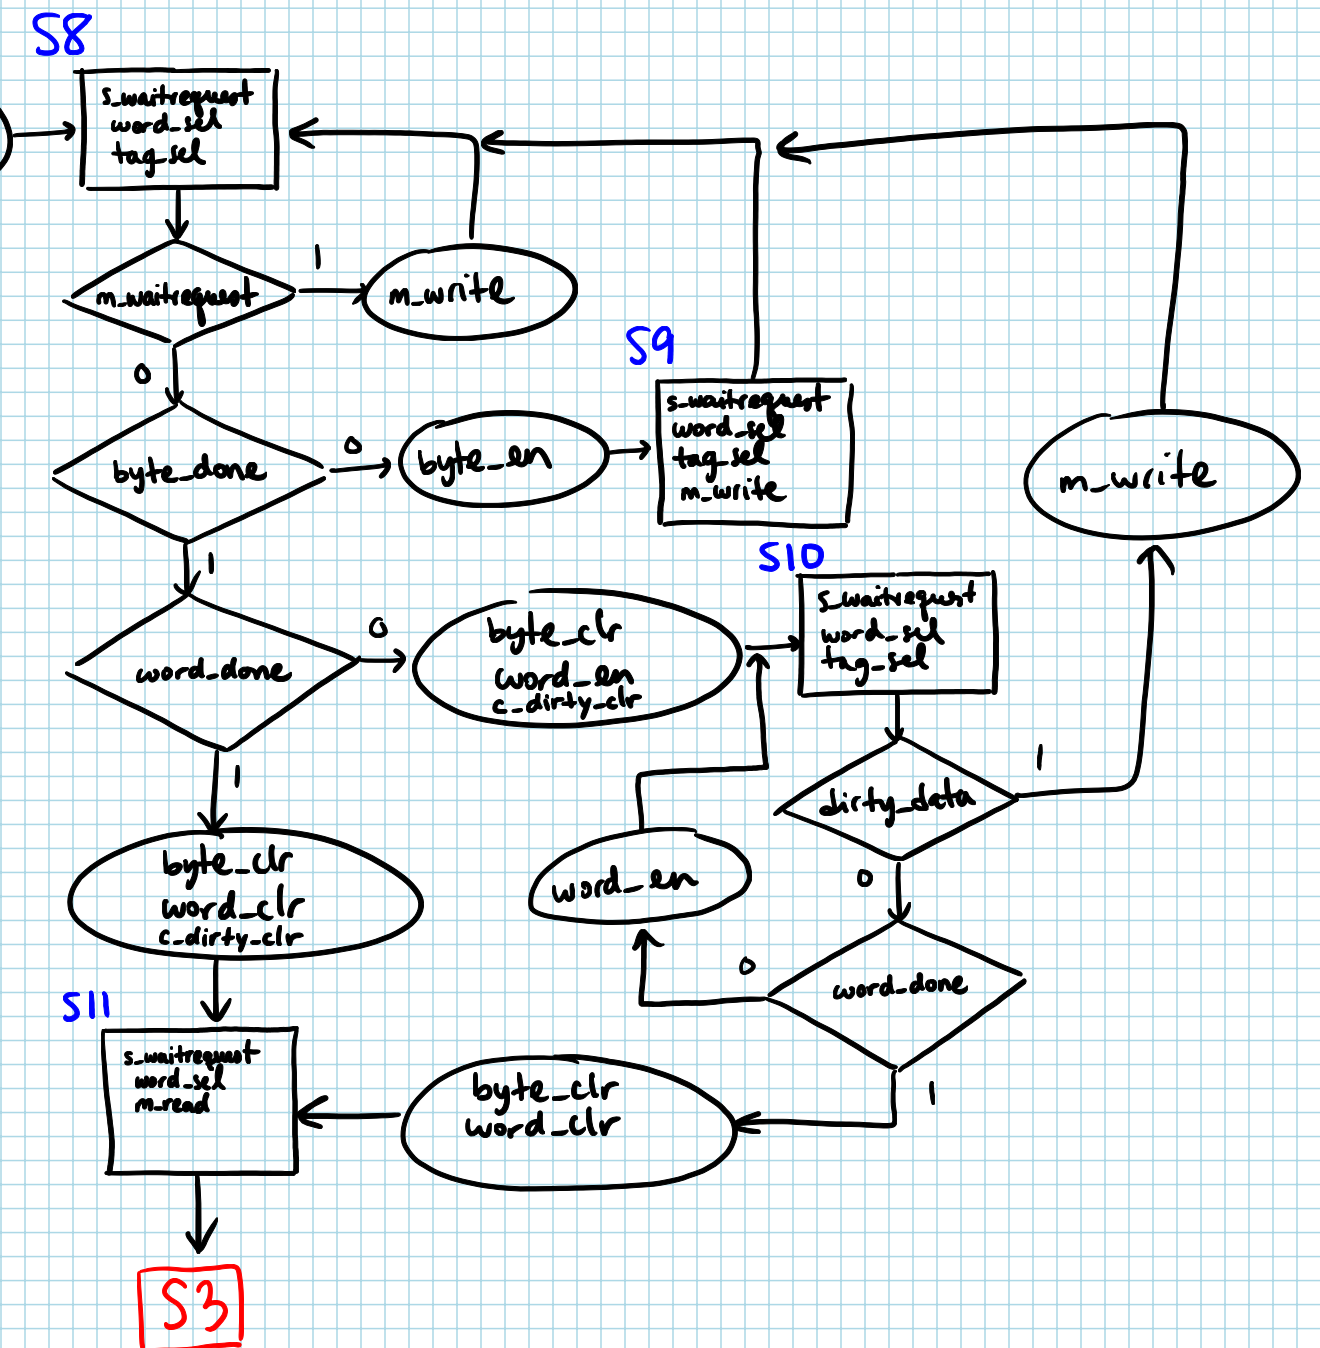 S8
s_waitrequest
word_sel
tag_sel
m_waitrequest
1
m_write
0
byte_done
0
byte_en
S9
s_waitrequest
word_sel
tag_sel
m_write
m_write
1
word_done
0
byte_clr
word_en
c_dirty_clr
S10
s_waitrequest
word_sel
tag_sel
dirty_data
1
0
word_en
word_done
0
1
byte_clr
word_clr
1
byte_clr
word_clr
c_dirty_clr
S11
s_waitrequest
word_sel
m_read
S3